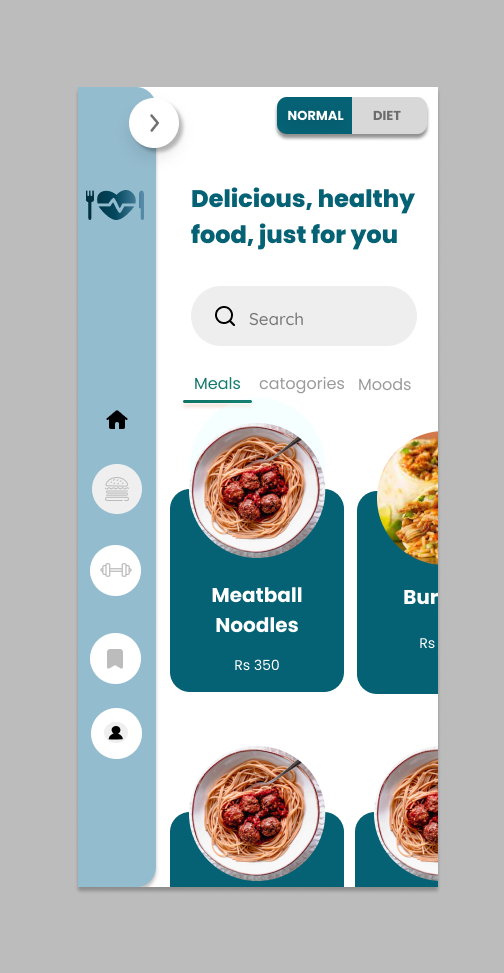 NORMAL
DIET
Delicious, healthy
food, just for you
Search
Meals
catogories
Moods
Meatball
Noodles
Rs 350
Bur
Rs